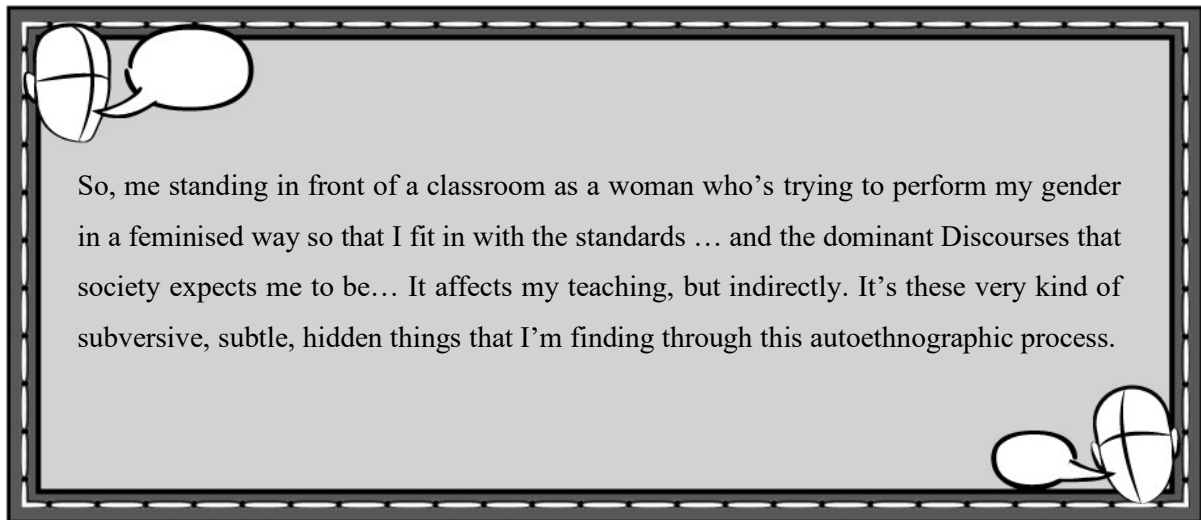 So, me standing in front of a classroom as a woman who’s trying to perform my gender
in a feminised way so that I fit in with the standards … and the dominant Discourses that
society expects me to be… It affects my teaching, but indirectly. It’s these very kind of
subversive, subtle, hidden things that I’m finding through this autoethnographic process.